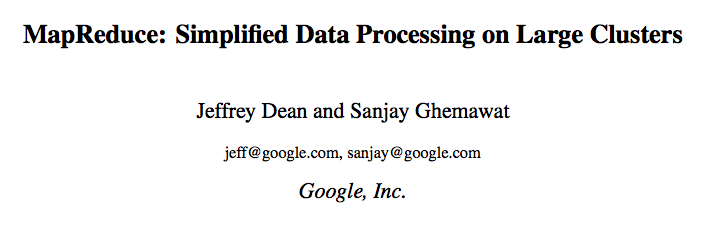 MapReduce: Simplified Data Processing on Large Clusters
Jeffrey Dean and Sanjay Ghemawat
jeff@google.com, sanjay@google.com
Google, Inc.